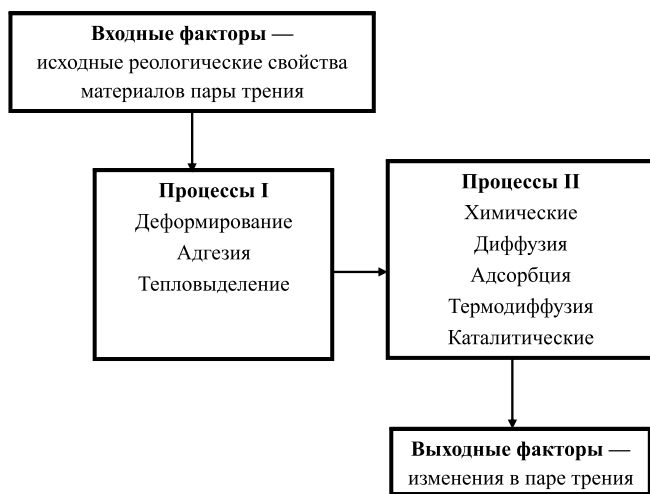 Входные факторы —
исходные реологические свойства
материалов пары трения
Процессы I
Деформирование
Адгезия
Тепловыделение
Процессы II
Химические
Диффузия
Адсорбция
Термодиффузия
Каталитические
Выходные факторы —
изменения в паре трения